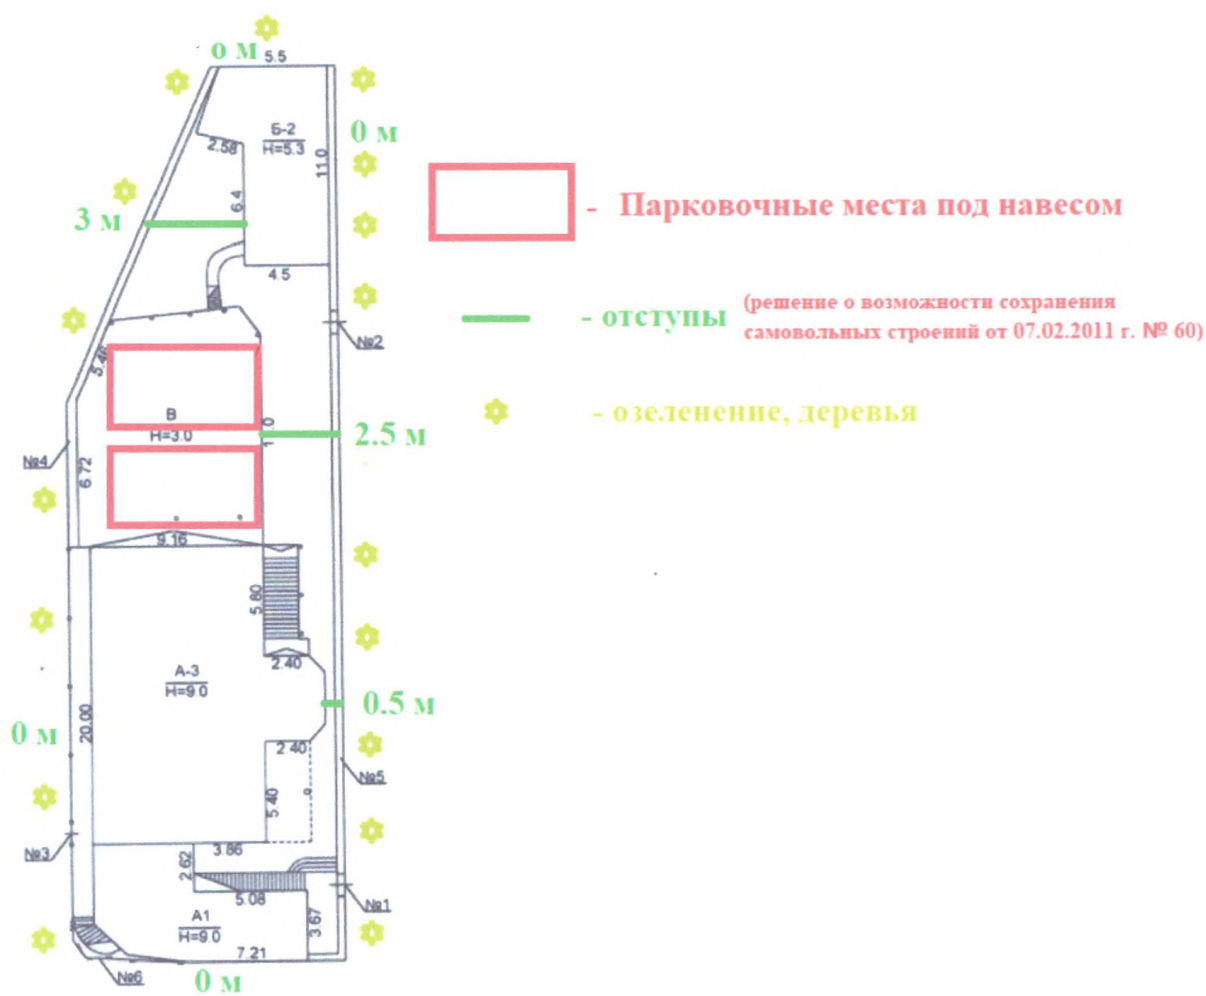 о м
5.5
Б-2
Н=5.3
0 м
2.58
11.0
6.4
3 м
4.5
- Парковочные места под навесом
- отступы
(решение о возможности сохранения
самовольных строений от 07.02.2011 г. № 60)
№2
5.46
В
Н=3.0
2.5 м
- озеленение, деревья
№4
6.72
9.16
5.80
2.40
А-3
Н=9.0
0.5 м
0 м
20.00
2.40
№5
5.40
№3
3.86
2.62
5.08
№1
А1
Н=9.0
3.67
7.21
№6
0 м